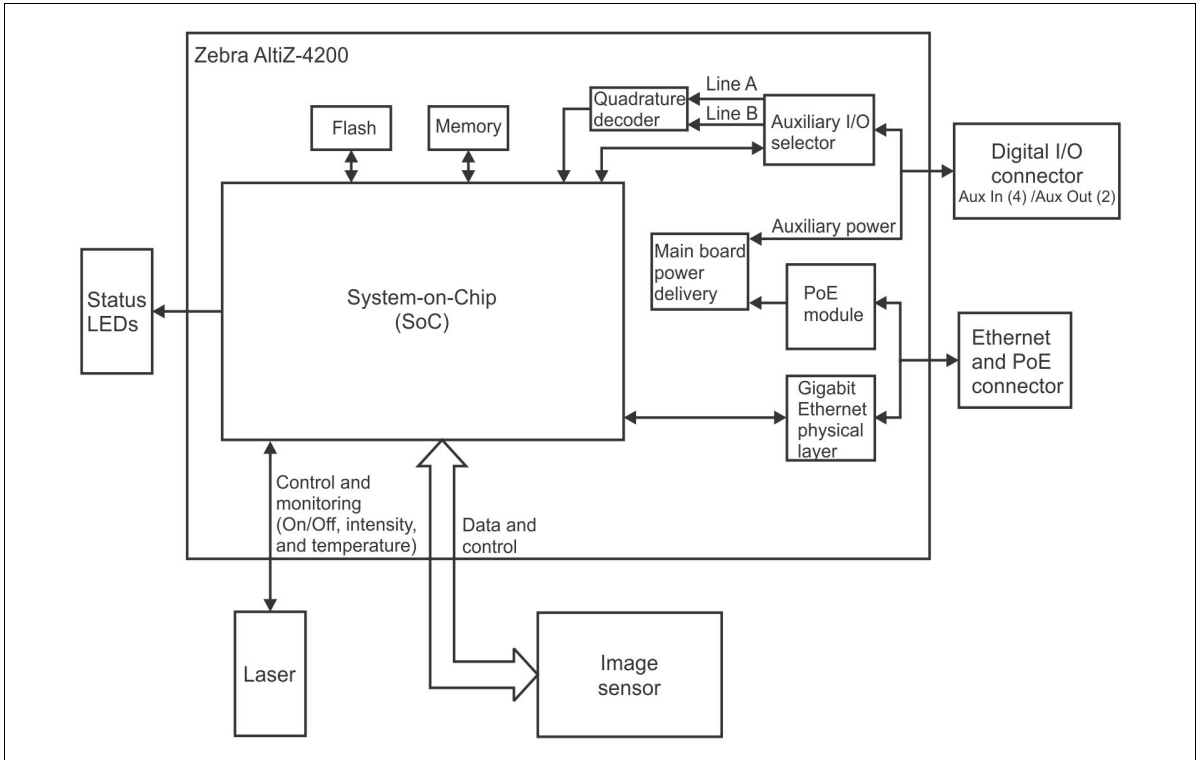 Zebra AltiZ-4200
Flash
Memory
Quadrature
decoder
Line A
Line B
Auxiliary I/O
selector
Digital I/O
connector
Aux In (4) /Aux Out (2)
Auxiliary power
Main board
power
delivery
PoE
module
Status
LEDs
System-on-Chip
(SoC)
Ethernet
and PoE
connector
Gigabit
Ethernet
physical
layer
Control and
monitoring
(On/Off, intensity,
and temperature)
Data and
control
Laser
Image
sensor